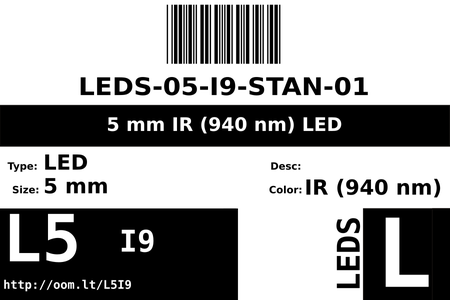 LEDS-05-I9-STAN-01
5 mm IR (940 nm) LED
Type: LED
Desc:
Size: 5 mm
Color: IR (940 nm)
L5
I9
http://oom.lt/L5I9
LEDS
L